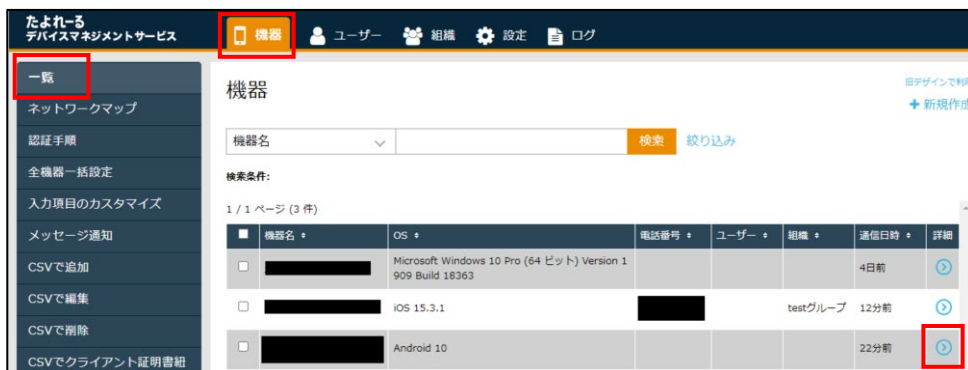 たよれーる
デバイスマネジメントサービス
機器
ユーザー
組織
設定
ログ
一覧
ネットワークマップ
認証手順
全機器一括設定
入力項目のカスタマイズ
メッセージ通知
CSVで追加
CSVで編集
CSVで削除
CSVでクライアント証明書紐
機器
旧デザインで利
+ 新規作成
機器名
検索
絞り込み
検索条件:
1 / 1 ページ (3 件)
機器名 OS 電話番号 ユーザー 組織 通信日時 詳細
Microsoft Windows 10 Pro (64 ビット) Version 1
909 Build 18363
4日前
iOS 15.3.1 testグループ 12分前
Android 10 22分前